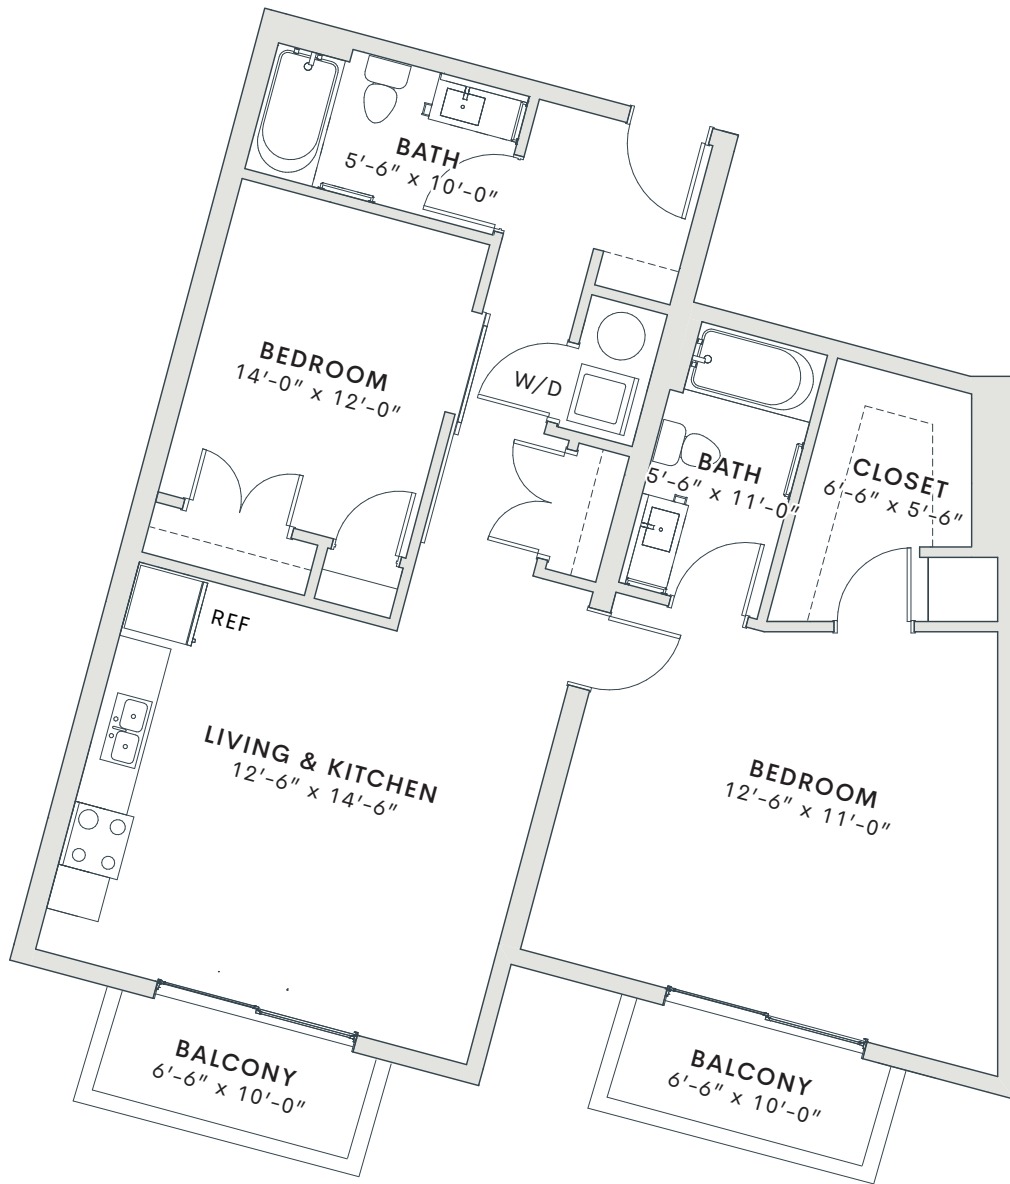 BATH
5'-6" x 10'-0"
BEDROOM
14'-0" x 12'-0"
W/D
BATH
5'-6" x 11'-0"
CLOSET
6'-6" x 5'-6"
REF
LIVING & KITCHEN
12'-6" x 14'-6"
BEDROOM
12'-6" x 11'-0"
BALCONY
6'-6" x 10'-0"
BALCONY
6'-6" x 10'-0"